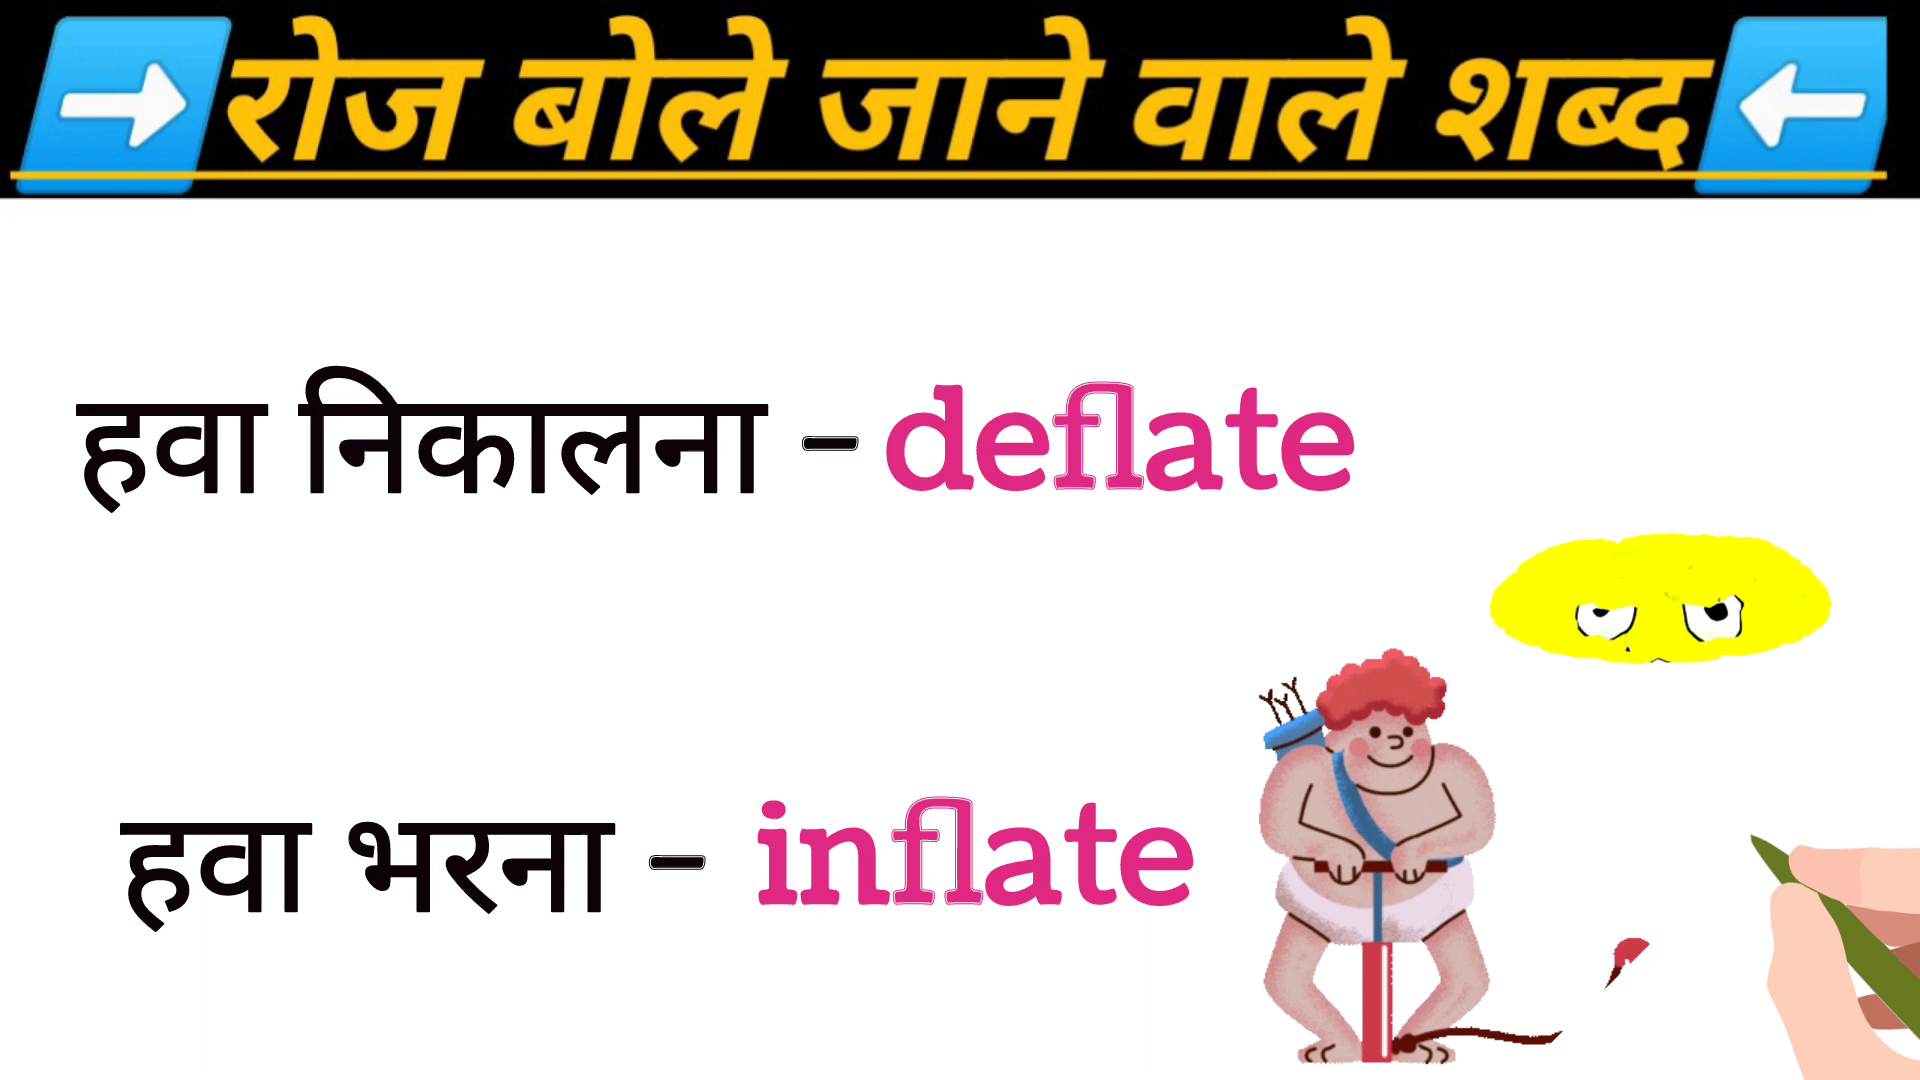 रोज बोले जाने वाले शब्द
हवा निकालना - deflate
हवा भरना - inflate